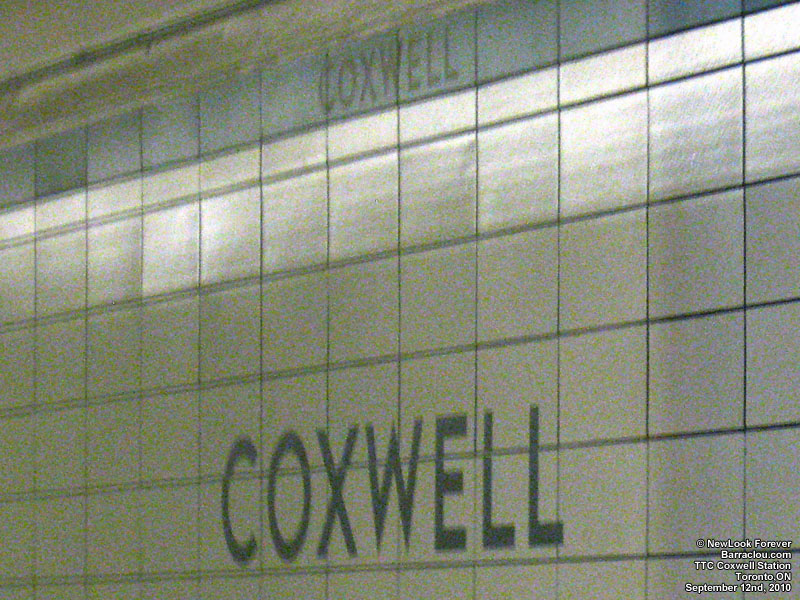 COXWELL
COXWELL
© NewLook Forever
Barraclou.com
TTC Coxwell Station
Toronto,ON
September 12nd, 2010